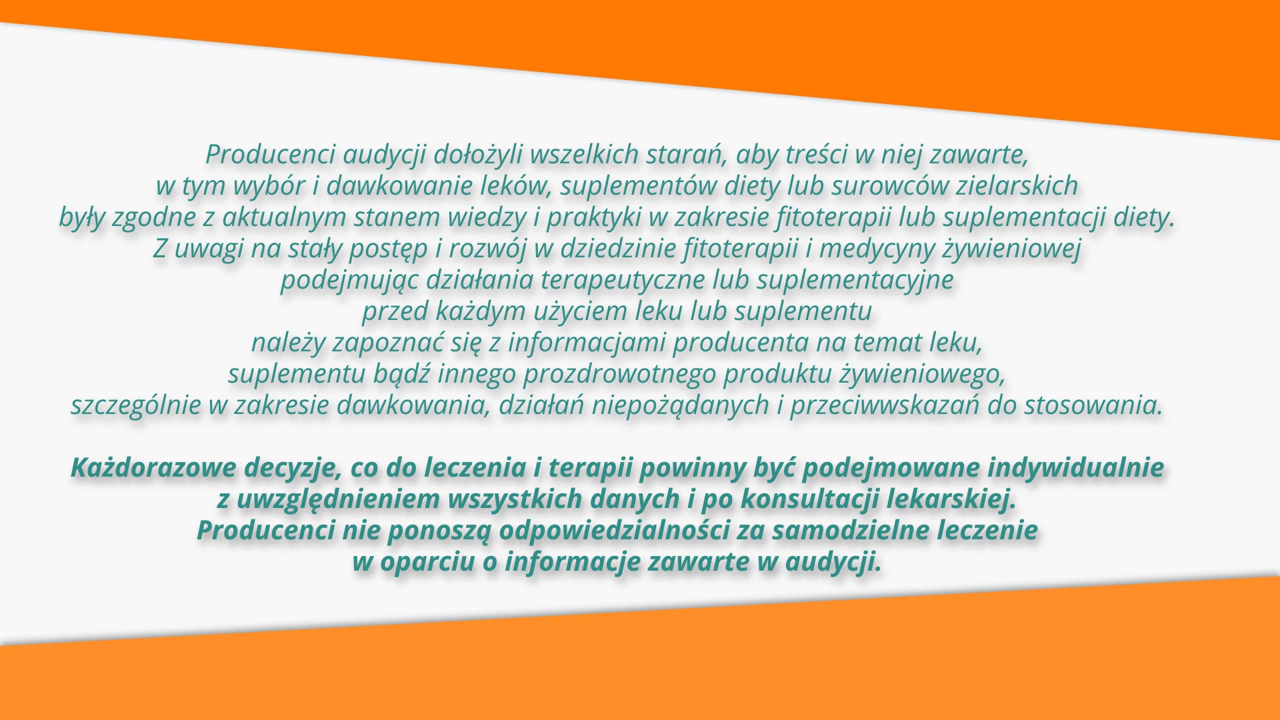 Producenci audycji dołożyli wszelkich starań, aby treści w niej zawarte,
w tym wybór i dawkowanie leków, suplementów diety lub surowców zielarskich
były zgodne z aktualnym stanem wiedzy i praktyki w zakresie fitoterapii lub suplementacji diety.
Z uwagi na stały postęp i rozwój w dziedzinie fitoterapii i medycyny żywieniowej
podejmując działania terapeutyczne lub suplementacyjne
przed każdym użyciem leku lub suplementu
należy zapoznać się z informacjami producenta na temat leku,
suplementu bądź innego prozdrowotnego produktu żywieniowego,
szczególnie w zakresie dawkowania, działań niepożądanych i przeciwwskazań do stosowania.
Każdorazowe decyzje, co do leczenia i terapii powinny być podejmowane indywidualnie
z uwzględnieniem wszystkich danych i po konsultacji lekarskiej.
Producenci nie ponoszą odpowiedzialności za samodzielne leczenie
w oparciu o informacje zawarte w audycji.